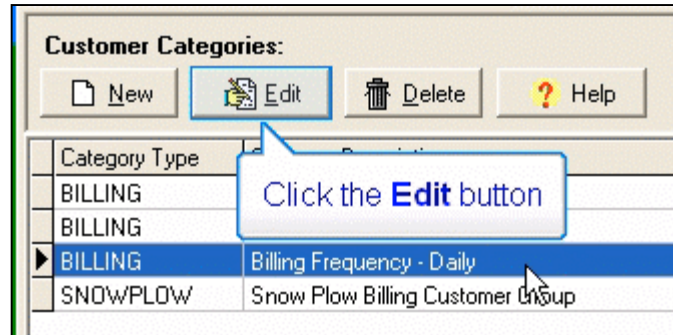 Customer Categories:
New Edit Delete Help
Category Type
Click the Edit button
BILLING
BILLING
BILLING Billing Frequency - Daily
SNOWPLOW Snow Plow Billing Customer Group